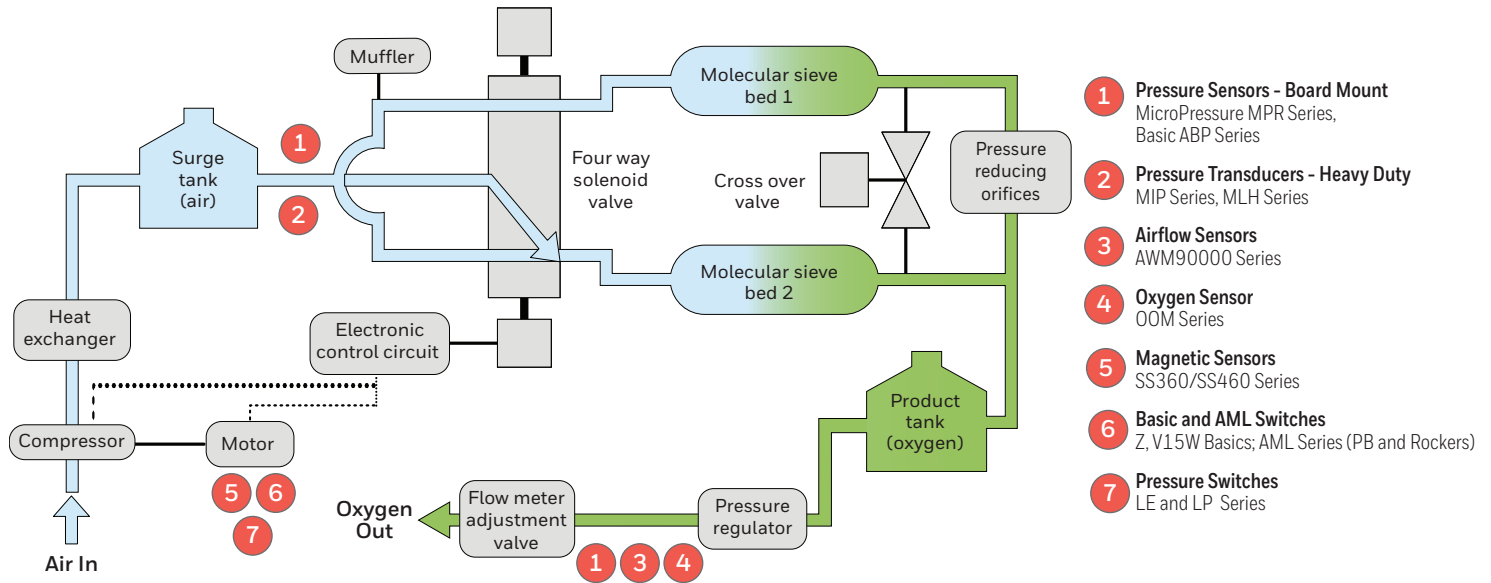 Muffler
Molecular sieve
bed 1
1
Surge
tank
(air)
2
Four way
solenoid
valve
Cross over
valve
Pressure
reducing
orifices
Molecular sieve
bed 2
Heat
exchanger
Electronic
control circuit
Compressor
Motor
5
6
7
Air In
Product
tank
(oxygen)
Oxygen
Out
Flow meter
adjustment
valve
Pressure
regulator
1
3
4
1
Pressure Sensors - Board Mount
MicroPressure MPR Series,
Basic ABP Series
2
Pressure Transducers - Heavy Duty
MIP Series, MLH Series
3
Airflow Sensors
AWM90000 Series
4
Oxygen Sensor
OOM Series
5
Magnetic Sensors
SS360/SS460 Series
6
Basic and AML Switches
Z, V15W Basics; AML Series (PB and Rockers)
7
Pressure Switches
LE and LP Series